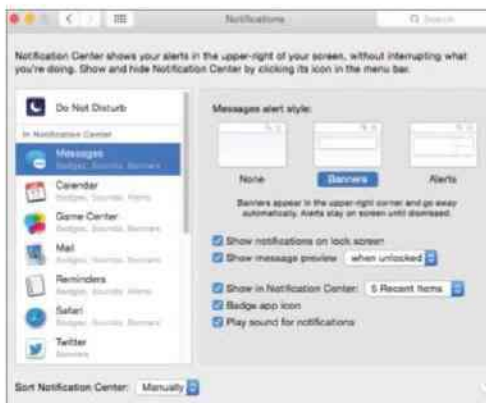 Notifications
Search
Notification Center shows your alerts in the upper-right of your screen, without interrupting what
you're doing. Show and hide Notification Center by clicking its icon in the menu bar.
Do Not Disturb
In Notification Center
Messages
Badges, Sounds, Banners
Calendar
Badges, Sounds, Alerts
Game Center
Badges, Sounds, Banners
Mail
Badges, Sounds, Banners
Reminders
Badges, Sounds, Alerts
Safari
Badges, Sounds, Banners
Twitter
Banners
Sort Notification Center: Manually
Messages alert style:
None
Banners
Alerts
Banners appear in the upper-right corner and go away
automatically. Alerts stay on screen until dismissed.
Show notifications on lock screen
Show message preview when unlocked
Show in Notification Center: 5 Recent Items
Badge app icon
Play sound for notifications